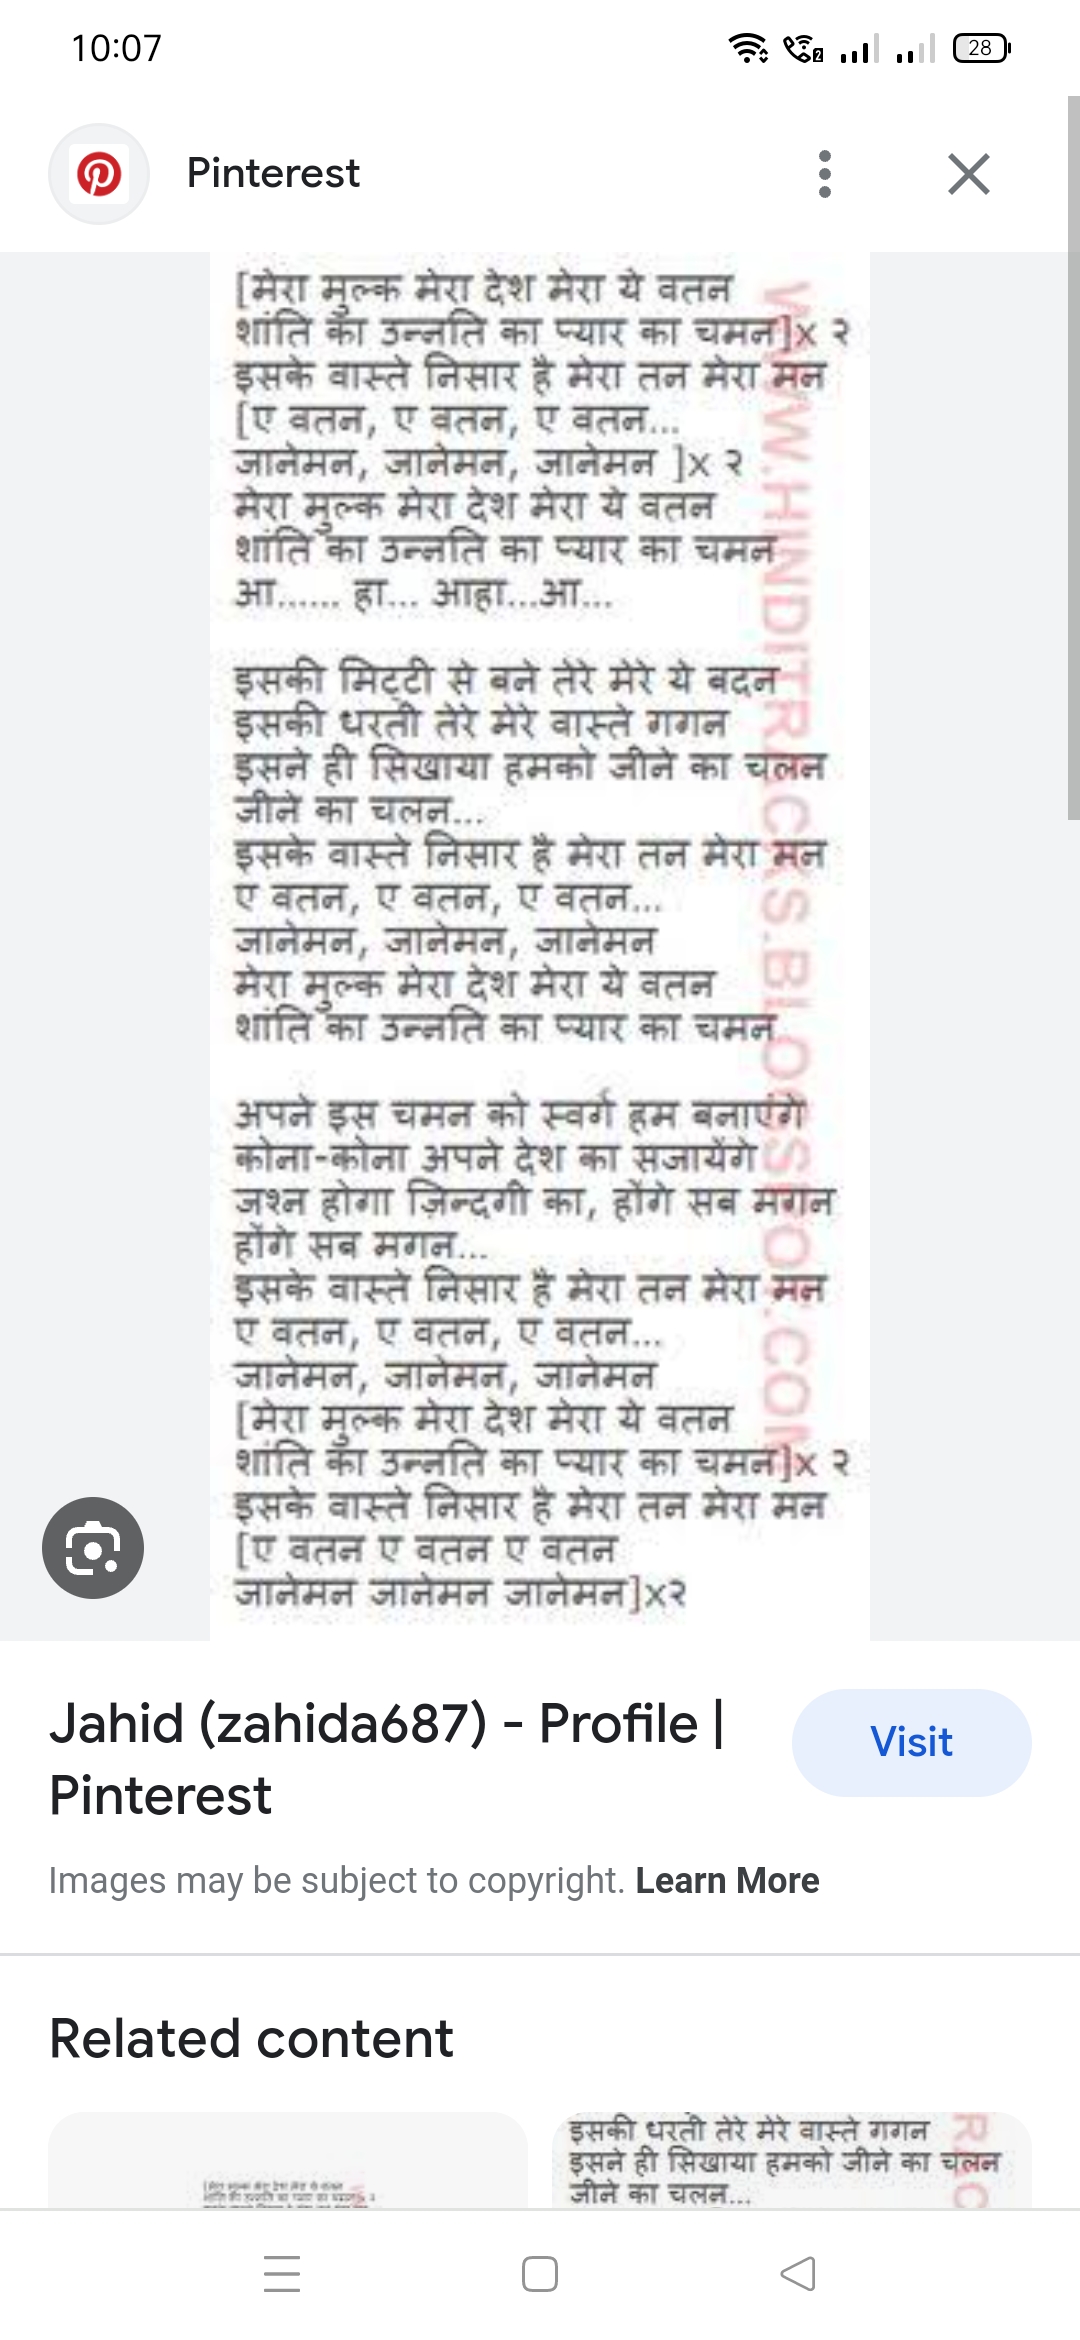 10:07
28
Pinterest
[मेरा मुल्क मेरा देश मेरा ये वतन
शांति का उन्नति का प्यार का चमन]x २
इसके वास्ते निसार है मेरा तन मेरा मन
[ए वतन, ए वतन, ए वतन...
जानेमन, जानेमन, जानेमन ]x २
मेरा मुल्क मेरा देश मेरा ये वतन
शांति का उन्नति का प्यार का चमन
आ...... हा... आहा...आ...
इसकी मिट्टी से बने तेरे मेरे ये बदन
इसकी धरती तेरे मेरे वास्ते गगन
इसने ही सिखाया हमको जीने का चलन
जीने का चलन...
इसके वास्ते निसार है मेरा तन मेरा मन
ए वतन, ए वतन, ए वतन...
जानेमन, जानेमन, जानेमन
मेरा मुल्क मेरा देश मेरा ये वतन
शांति का उन्नति का प्यार का चमन
अपने इस चमन को स्वर्ग हम बनाएंगे
कोना-कोना अपने देश का सजायेंगे
जश्न होगा ज़िन्दगी का, होंगे सब मगन
होंगे सब मगन...
इसके वास्ते निसार है मेरा तन मेरा मन
ए वतन, ए वतन, ए वतन...
जानेमन, जानेमन, जानेमन
[मेरा मुल्क मेरा देश मेरा ये वतन
शांति का उन्नति का प्यार का चमन]x २
इसके वास्ते निसार है मेरा तन मेरा मन
[ए वतन ए वतन ए वतन
जानेमन जानेमन जानेमन]x२
WWW.HINDITRACKS.BLOGSPOT.COM
Jahid (zahida687) - Profile |
Pinterest
Visit
Images may be subject to copyright. Learn More
Related content
इसकी धरती तेरे मेरे वास्ते गगन
इसने ही सिखाया हमको जीने का चलन
जीने का चलन...
RAC